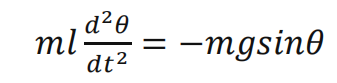 ml d²θ/dt² = −mgsinθ